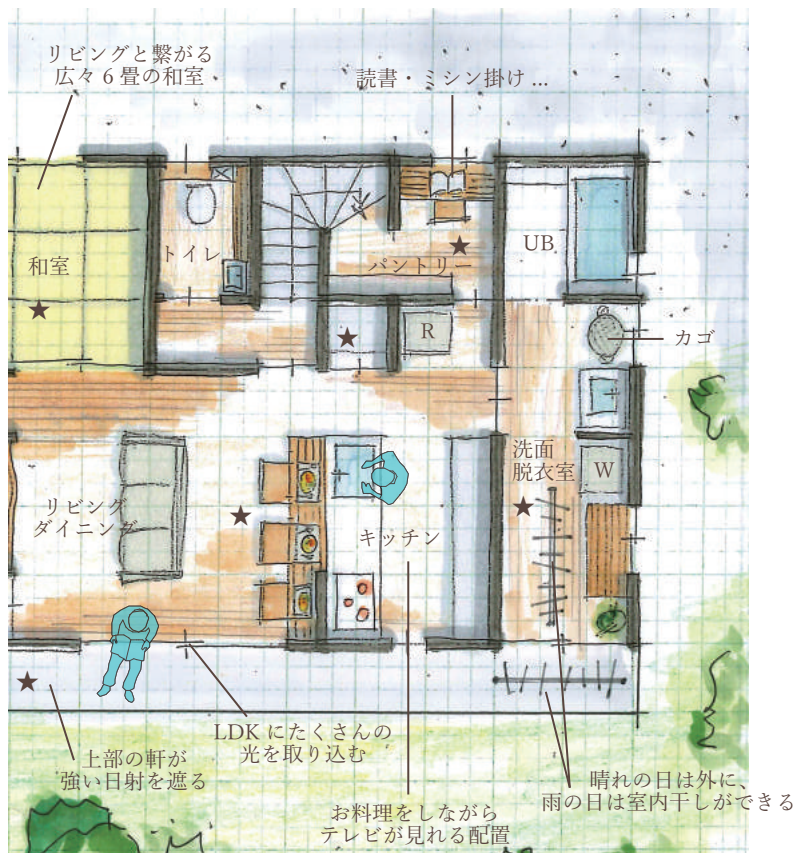 リビングと繋がる
広々 6 畳の和室
読書・ミシン掛け ...
トイレ
パントリー
UB
和室
R
カゴ
洗面
脱衣室
W
リビング
ダイニング
キッチン
LDK にたくさんの
光を取り込む
上部の軒が
強い日射を遮る
晴れの日は外に、
雨の日は室内干しができる
お料理をしながら
テレビが見れる配置